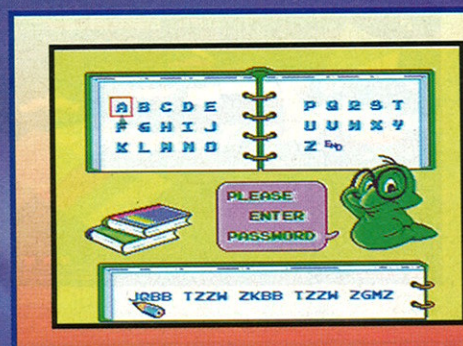 A B C D E
F G H I J
K L M N O
P Q R S T
U V W X Y
Z END
PLEASE
ENTER
PASSWORD
JQBB TZZW ZKBB TZZW ZGMZ